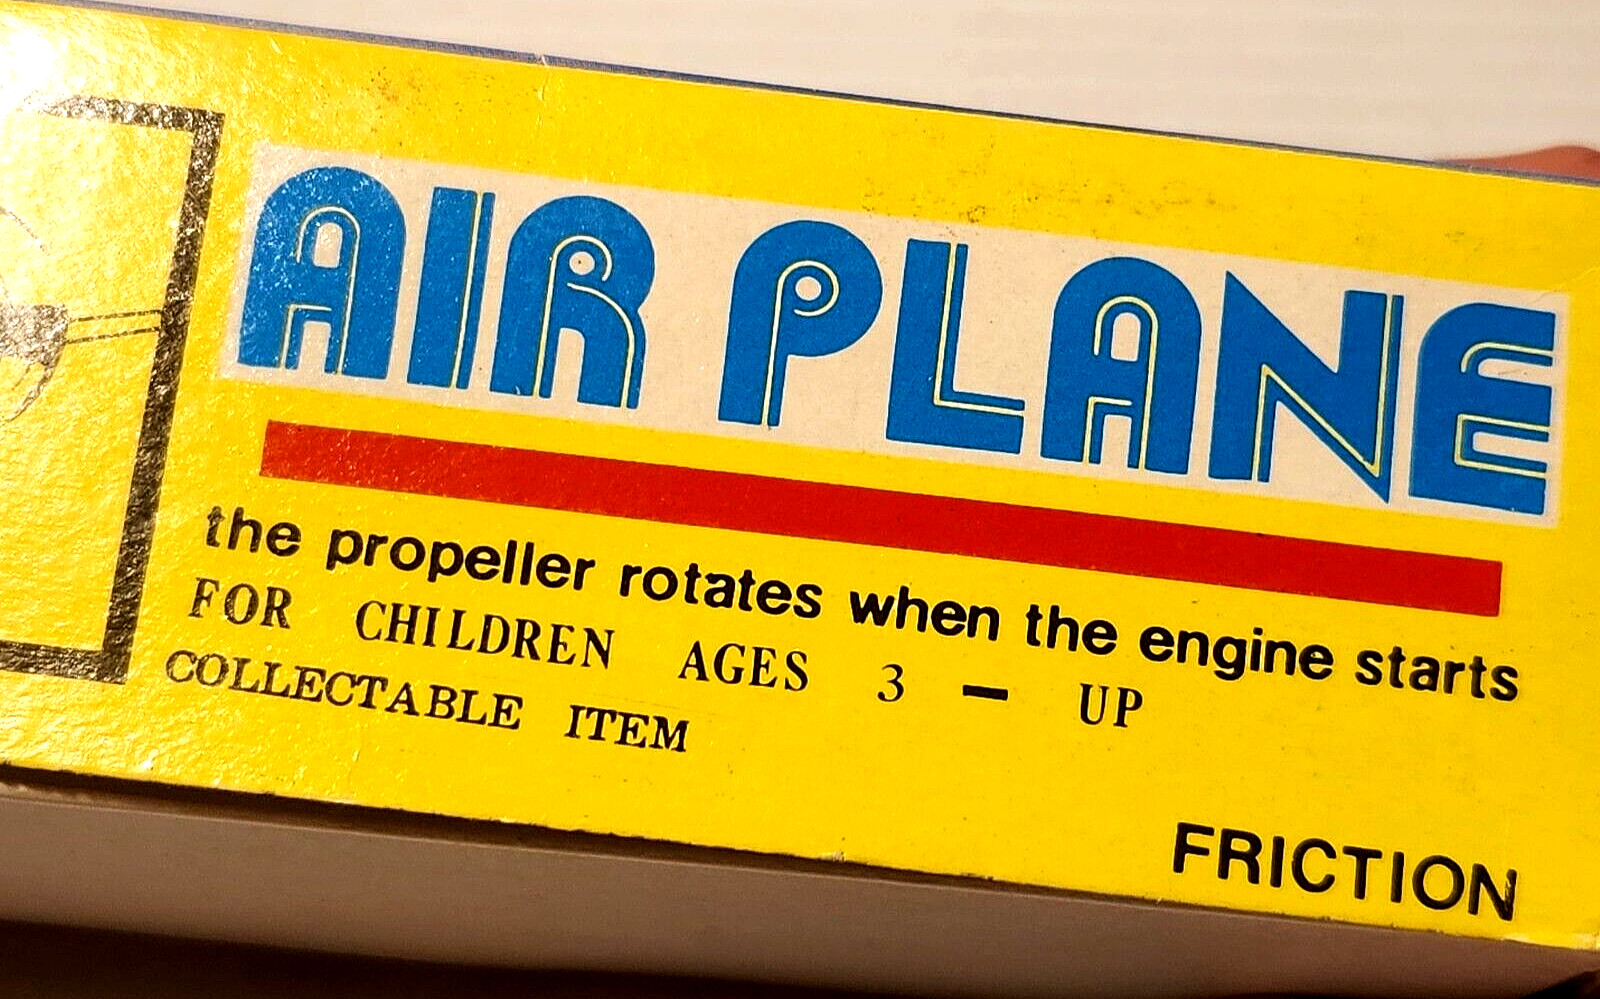 AIR PLANE
the propeller rotates when the engine starts
FOR CHILDREN AGES 3 - UP
COLLECTABLE ITEM
FRICTION